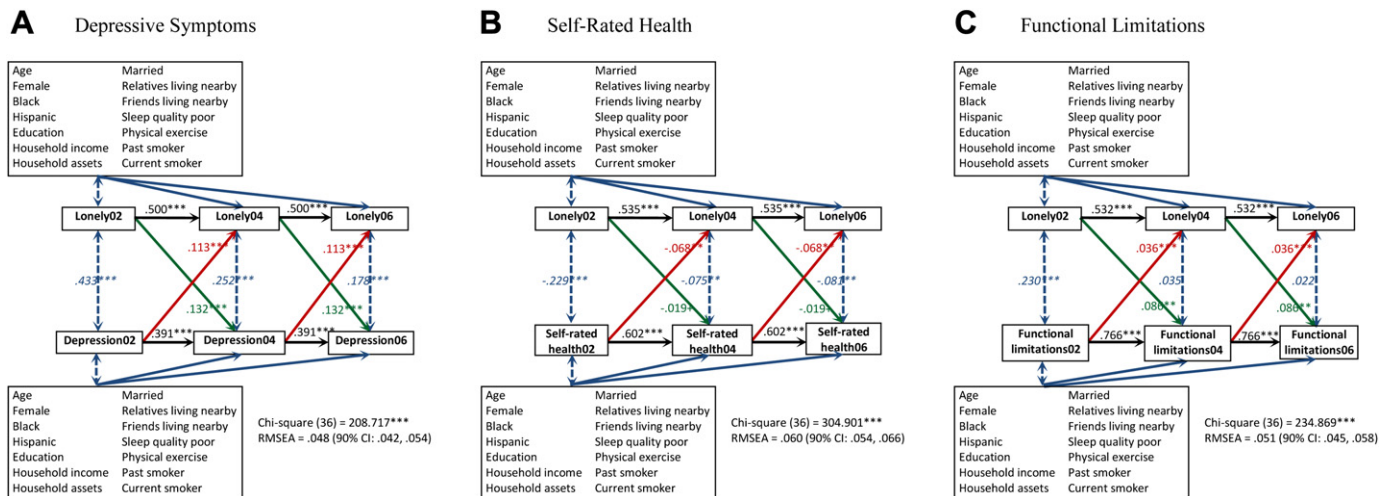 A Depressive Symptoms
Age Married
Female Relatives living nearby
Black Friends living nearby
Hispanic Sleep quality poor
Education Physical exercise
Household income Past smoker
Household assets Current smoker
.500*** .500***
Lonely02 Lonely04 Lonely06
.113*** .113***
.433*** .252*** .178***
.132*** .132***
.391*** .391***
Depression02 Depression04 Depression06
Age Married
Female Relatives living nearby
Black Friends living nearby
Hispanic Sleep quality poor
Education Physical exercise
Household income Past smoker
Household assets Current smoker
Chi-square (36) = 208.717***
RMSEA = .048 (90% CI: .042, .054)
B Self-Rated Health
Age Married
Female Relatives living nearby
Black Friends living nearby
Hispanic Sleep quality poor
Education Physical exercise
Household income Past smoker
Household assets Current smoker
.535*** .535***
Lonely02 Lonely04 Lonely06
-.068** -.068**
-.229*** -.075** -.081**
-.019+ -.019+
.602*** .602***
Self-rated Self-rated Self-rated
health02 health04 health06
Age Married
Female Relatives living nearby
Black Friends living nearby
Hispanic Sleep quality poor
Education Physical exercise
Household income Past smoker
Household assets Current smoker
Chi-square (36) = 304.901***
RMSEA = .060 (90% CI: .054, .066)
C Functional Limitations
Age Married
Female Relatives living nearby
Black Friends living nearby
Hispanic Sleep quality poor
Education Physical exercise
Household income Past smoker
Household assets Current smoker
.532*** .532***
Lonely02 Lonely04 Lonely06
.036*** .036***
.230*** .035 .022
.086** .086**
.766*** .766***
Functional Functional Functional
limitations02 limitations04 limitations06
Age Married
Female Relatives living nearby
Black Friends living nearby
Hispanic Sleep quality poor
Education Physical exercise
Household income Past smoker
Household assets Current smoker
Chi-square (36) = 234.869***
RMSEA = .051 (90% CI: .045, .058)